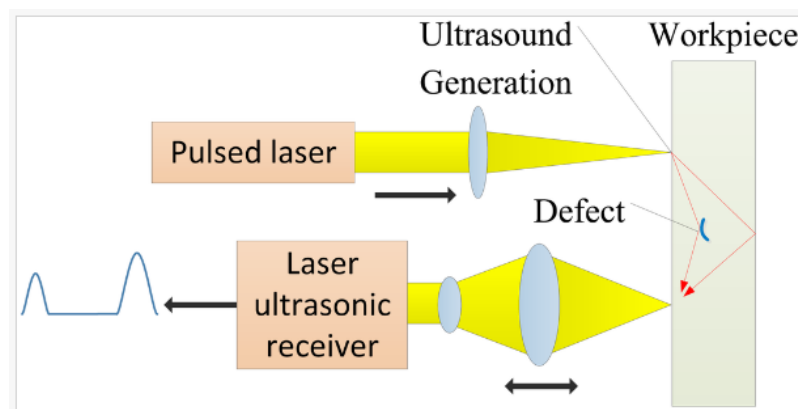 Ultrasound
Generation
Workpiece
Pulsed laser
Defect
Laser
ultrasonic
receiver